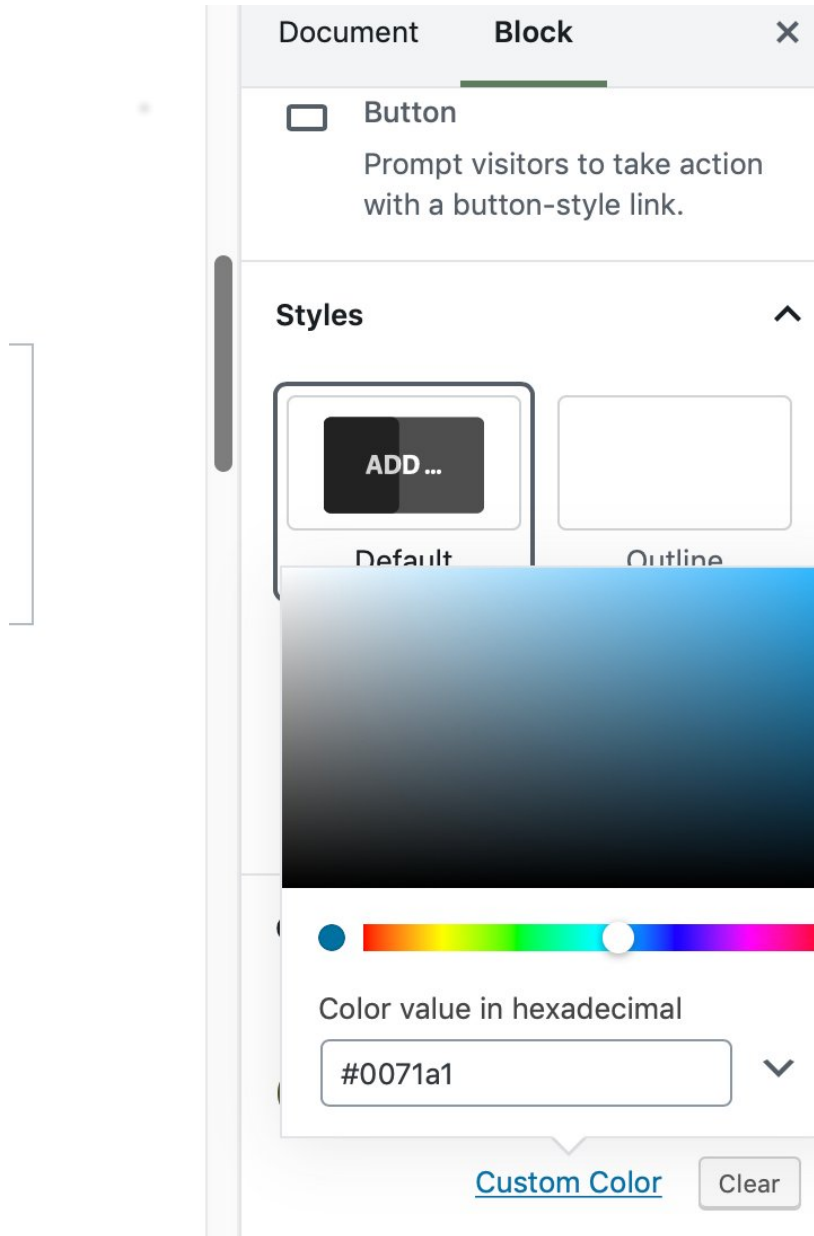 Document Block
Button
Prompt visitors to take action
with a button-style link.
Styles
ADD ...
Default Outline
Color value in hexadecimal
#0071a1
Custom Color Clear